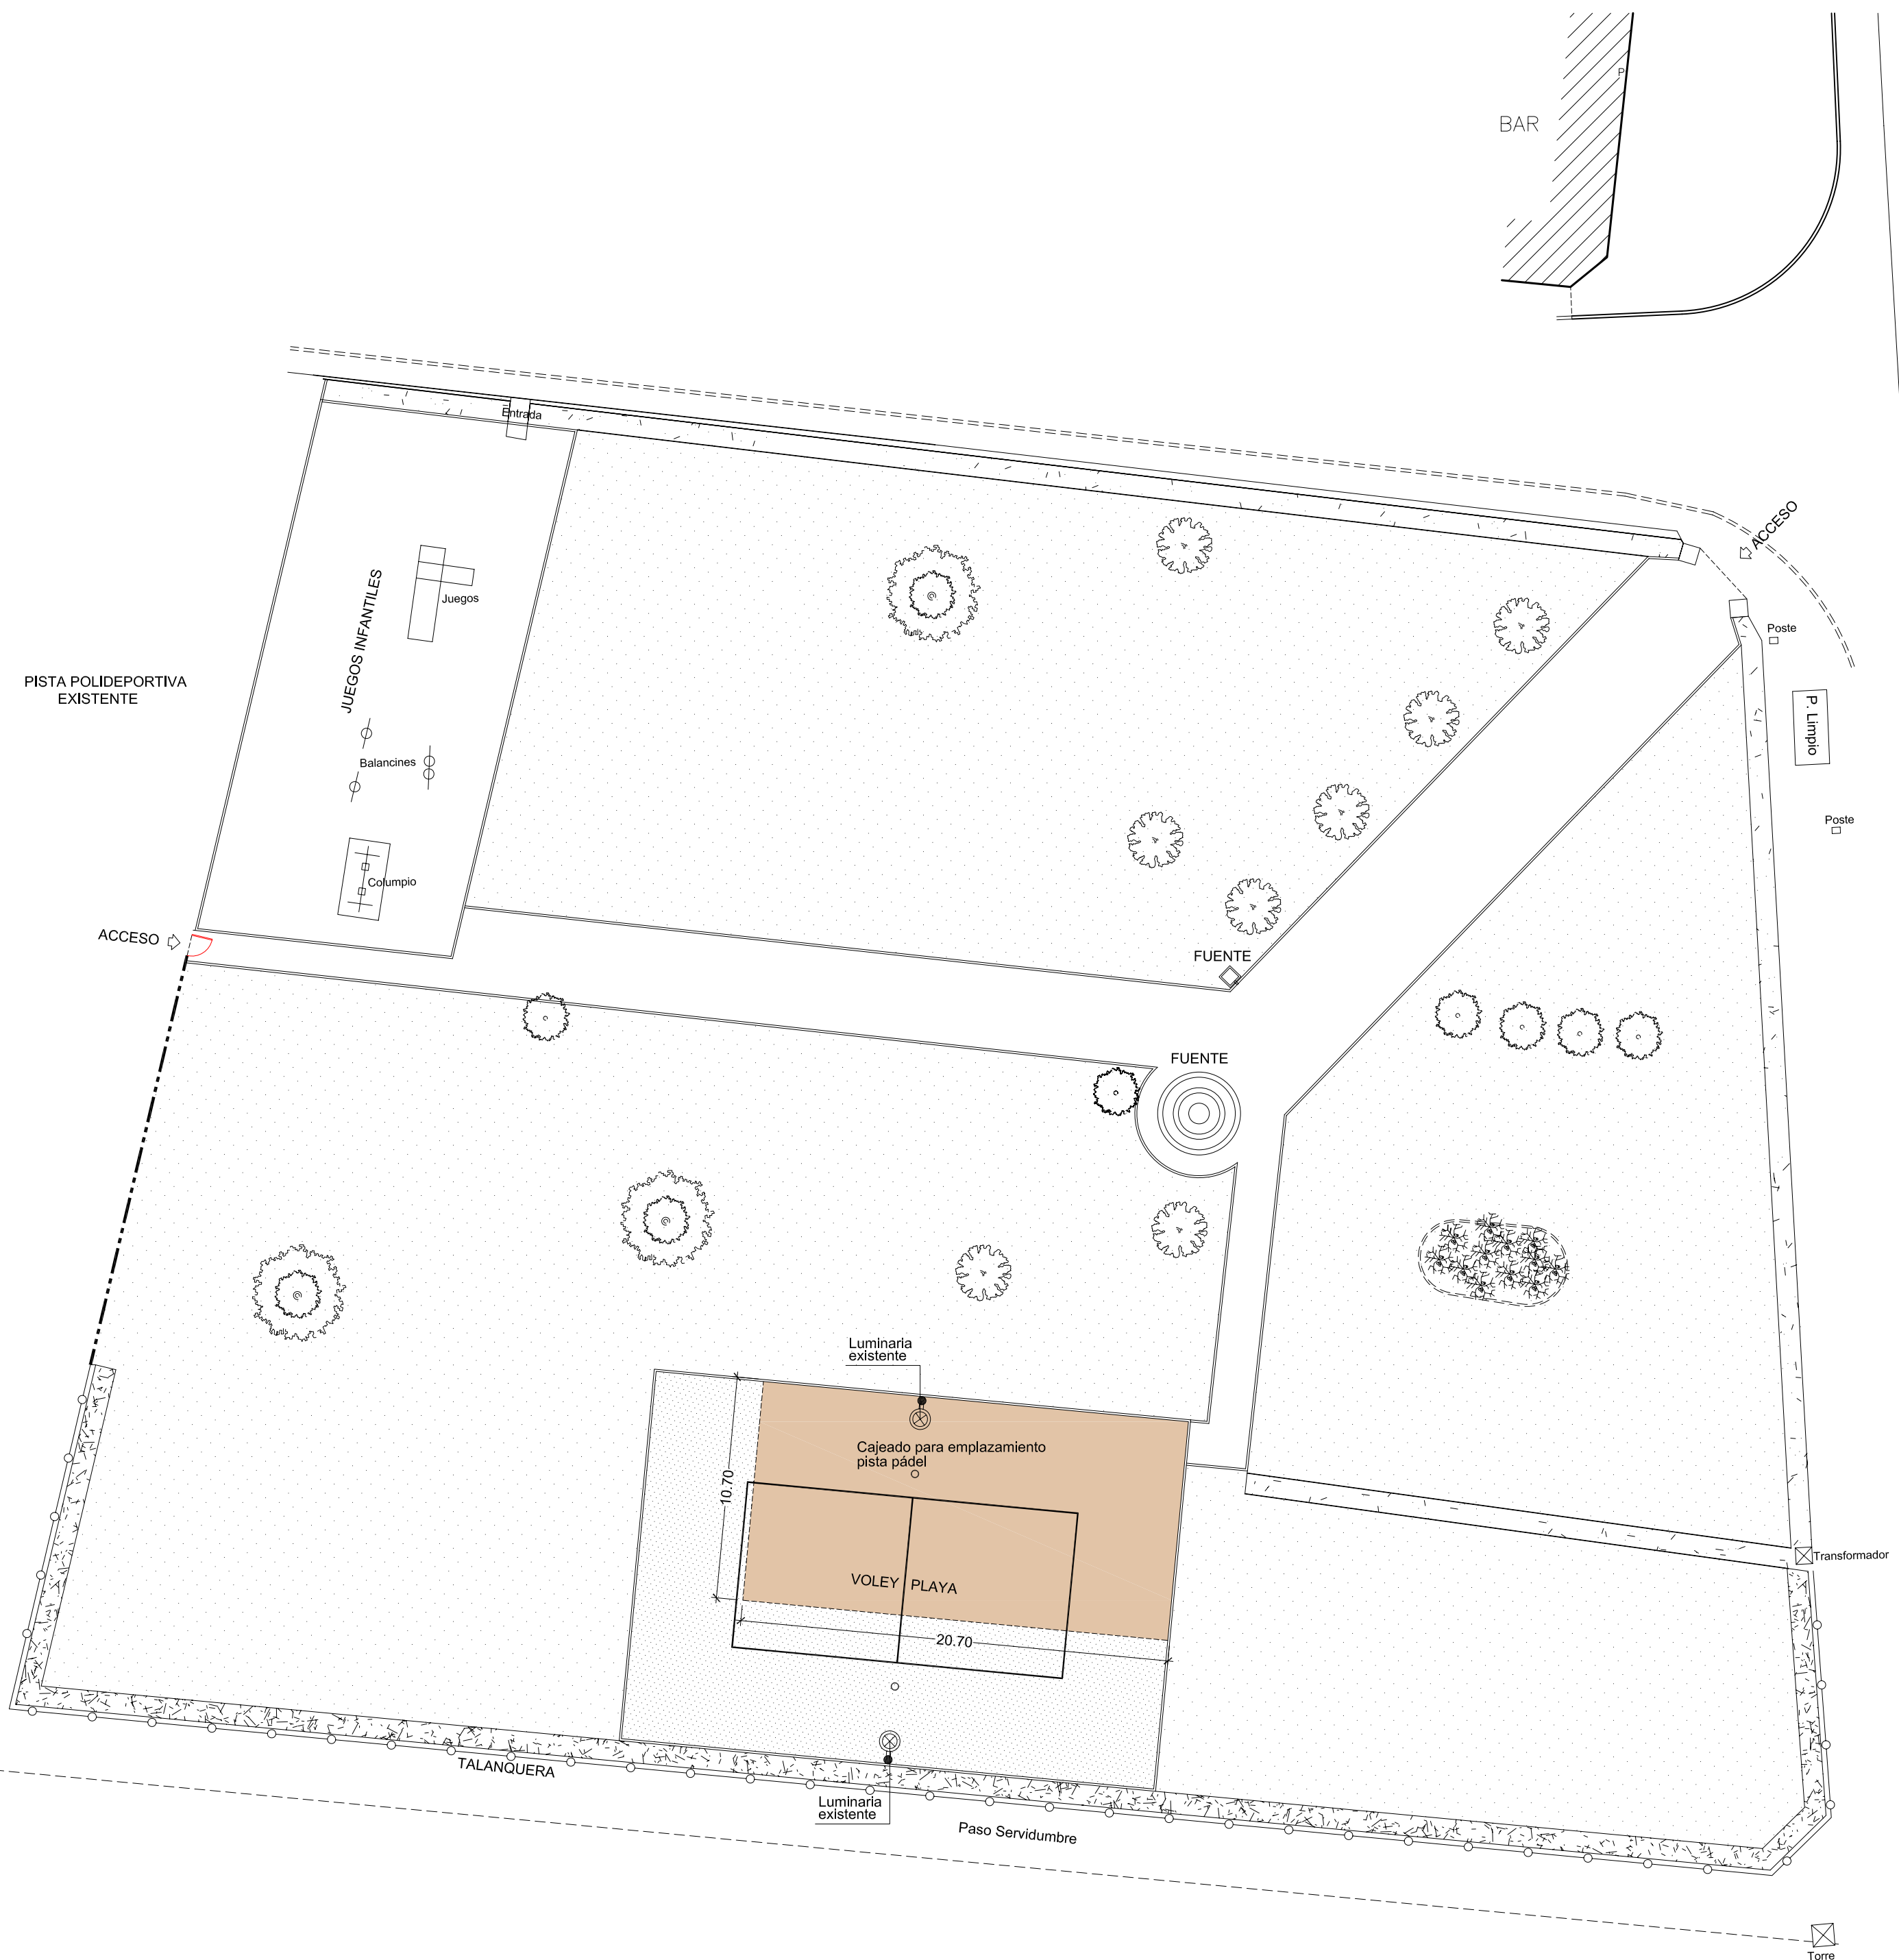 P
BAR
Entrada
ACCESO
JUEGOS INFANTILES
Juegos
Poste
PISTA POLIDEPORTIVA
EXISTENTE
P. Limpio
Balancines
Poste
Columpio
ACCESO
FUENTE
FUENTE
Luminaria
existente
Cajeado para emplazamiento
pista pádel
10.70
Transformador
VOLEY PLAYA
20.70
TALANQUERA
Luminaria
existente
Paso Servidumbre
Torre